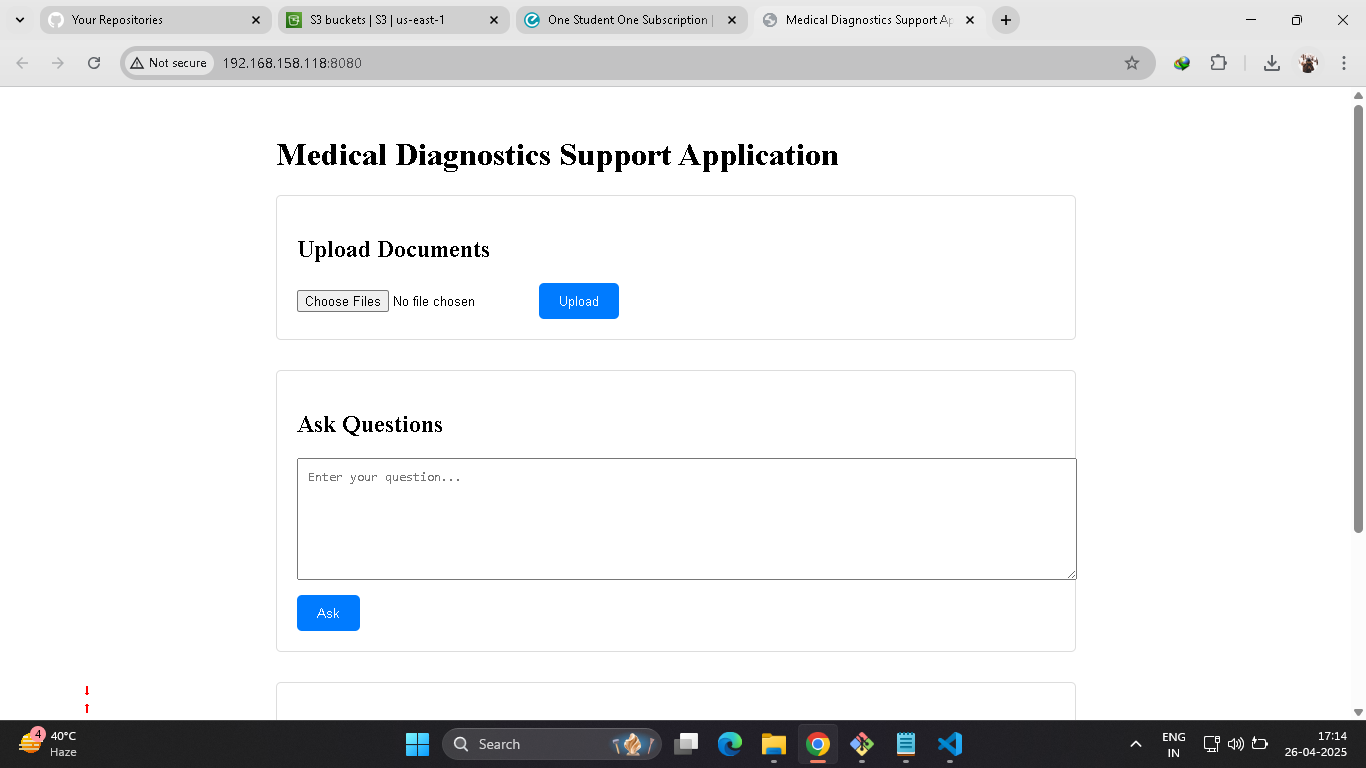 Your Repositories
S3 buckets | S3 | us-east-1
One Student One Subscription |
Medical Diagnostics Support Ap
Not secure
192.168.158.118:8080
Medical Diagnostics Support Application
Upload Documents
Choose Files No file chosen
Upload
Ask Questions
Enter your question...
Ask
4
40°C
Haze
Search
ENG
IN
17:14
26-04-2025